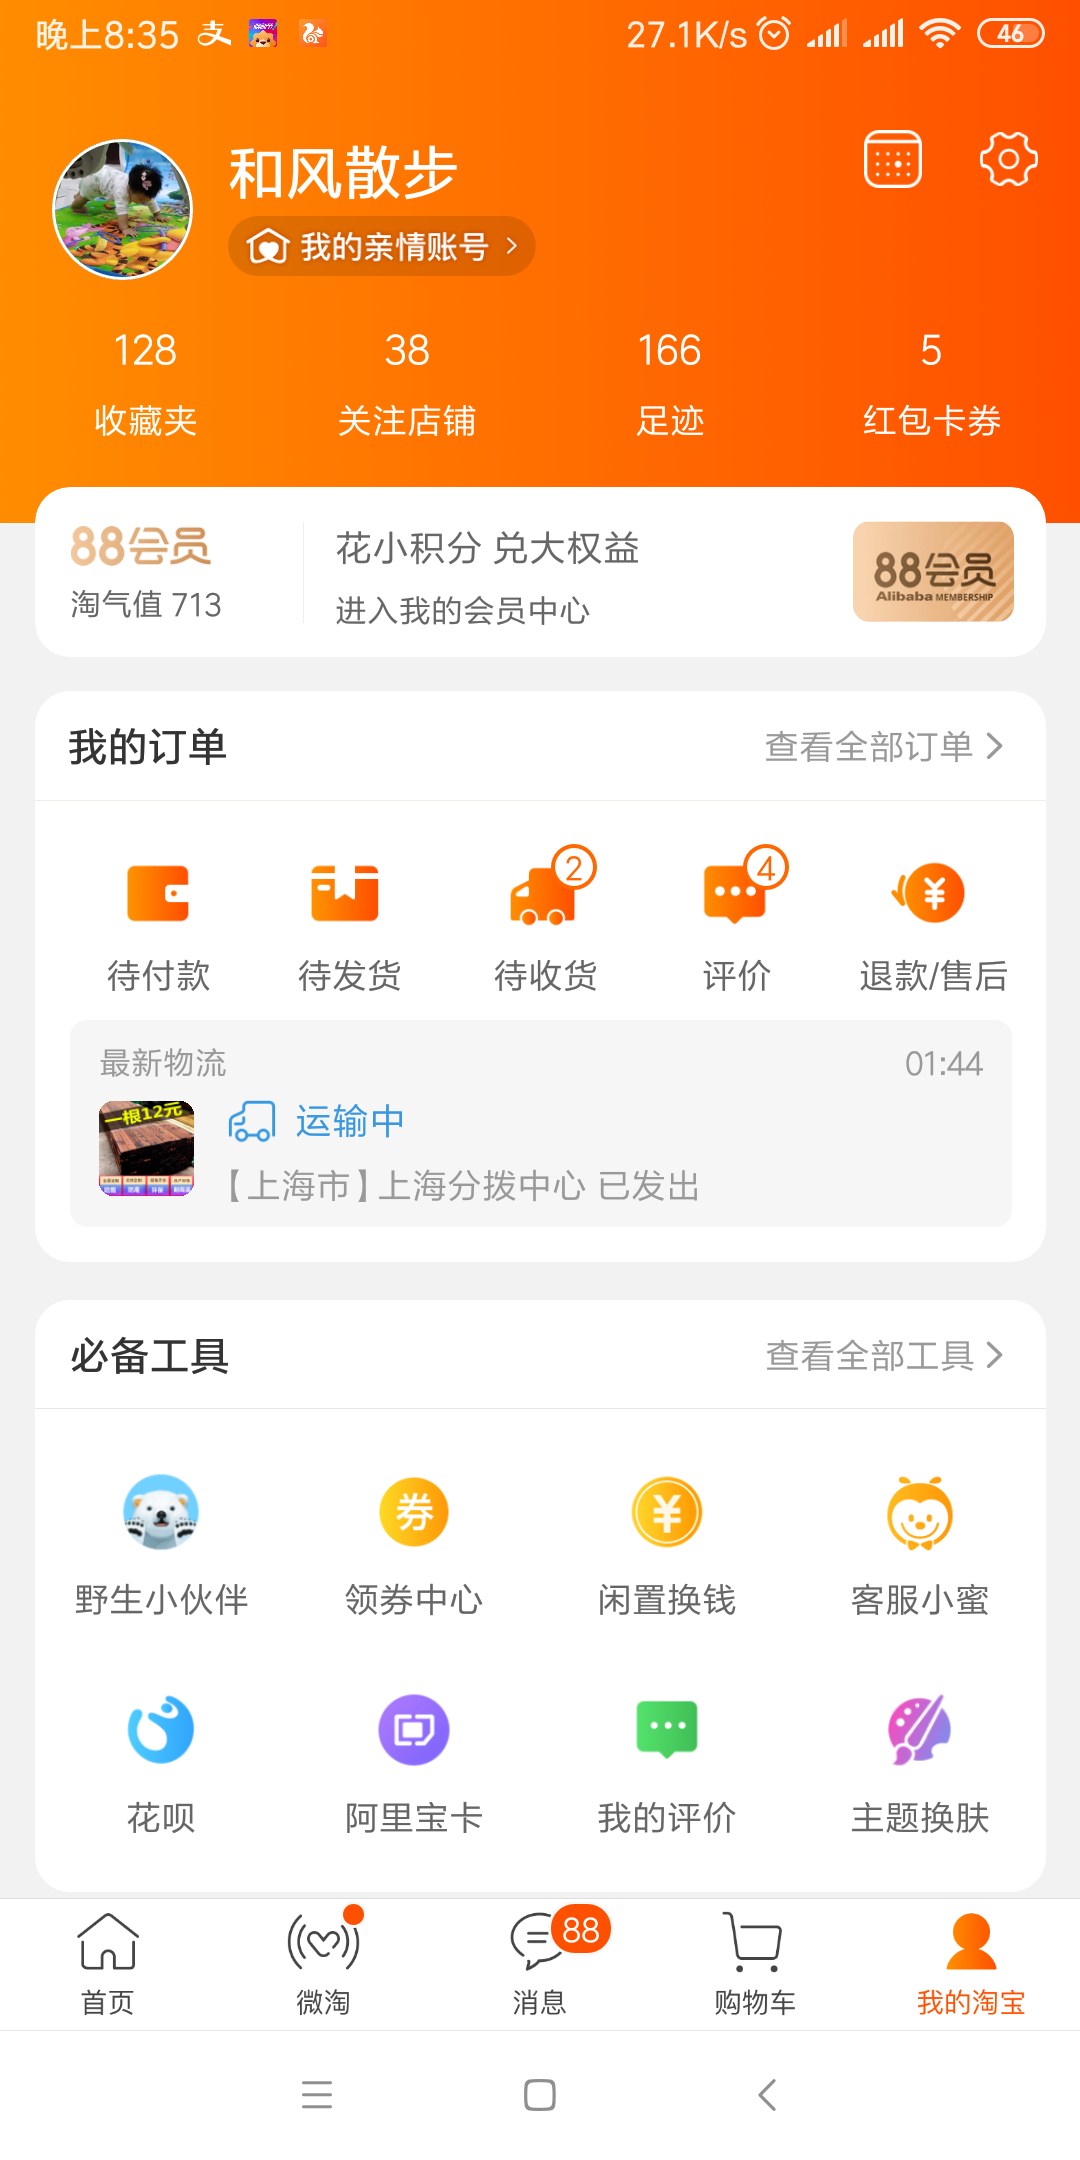 晚上8:35
27.1K/s
46
和风散步
我的亲情账号
128
38
166
5
收藏夹
关注店铺
足迹
红包卡券
88会员
淘气值 713
花小积分 兑大权益
进入我的会员中心
88会员
Alibaba MEMBERSHIP
我的订单
查看全部订单
2
4
待付款
待发货
待收货
评价
退款/售后
最新物流
01:44
一根12元
运输中
【上海市】上海分拨中心 已发出
必备工具
查看全部工具
券
野生小伙伴
领券中心
闲置换钱
客服小蜜
花呗
阿里宝卡
我的评价
主题换肤
88
首页
微淘
消息
购物车
我的淘宝